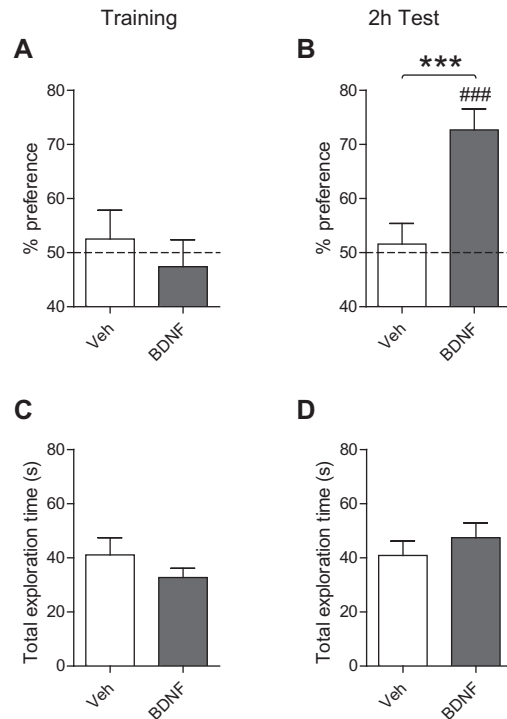 Training
2h Test
A
B
***
###
% preference
80
70
60
50
40
Veh
BDNF
% preference
80
70
60
50
40
Veh
BDNF
C
D
Total exploration time (s)
80
60
40
20
0
Veh
BDNF
Total exploration time (s)
80
60
40
20
0
Veh
BDNF